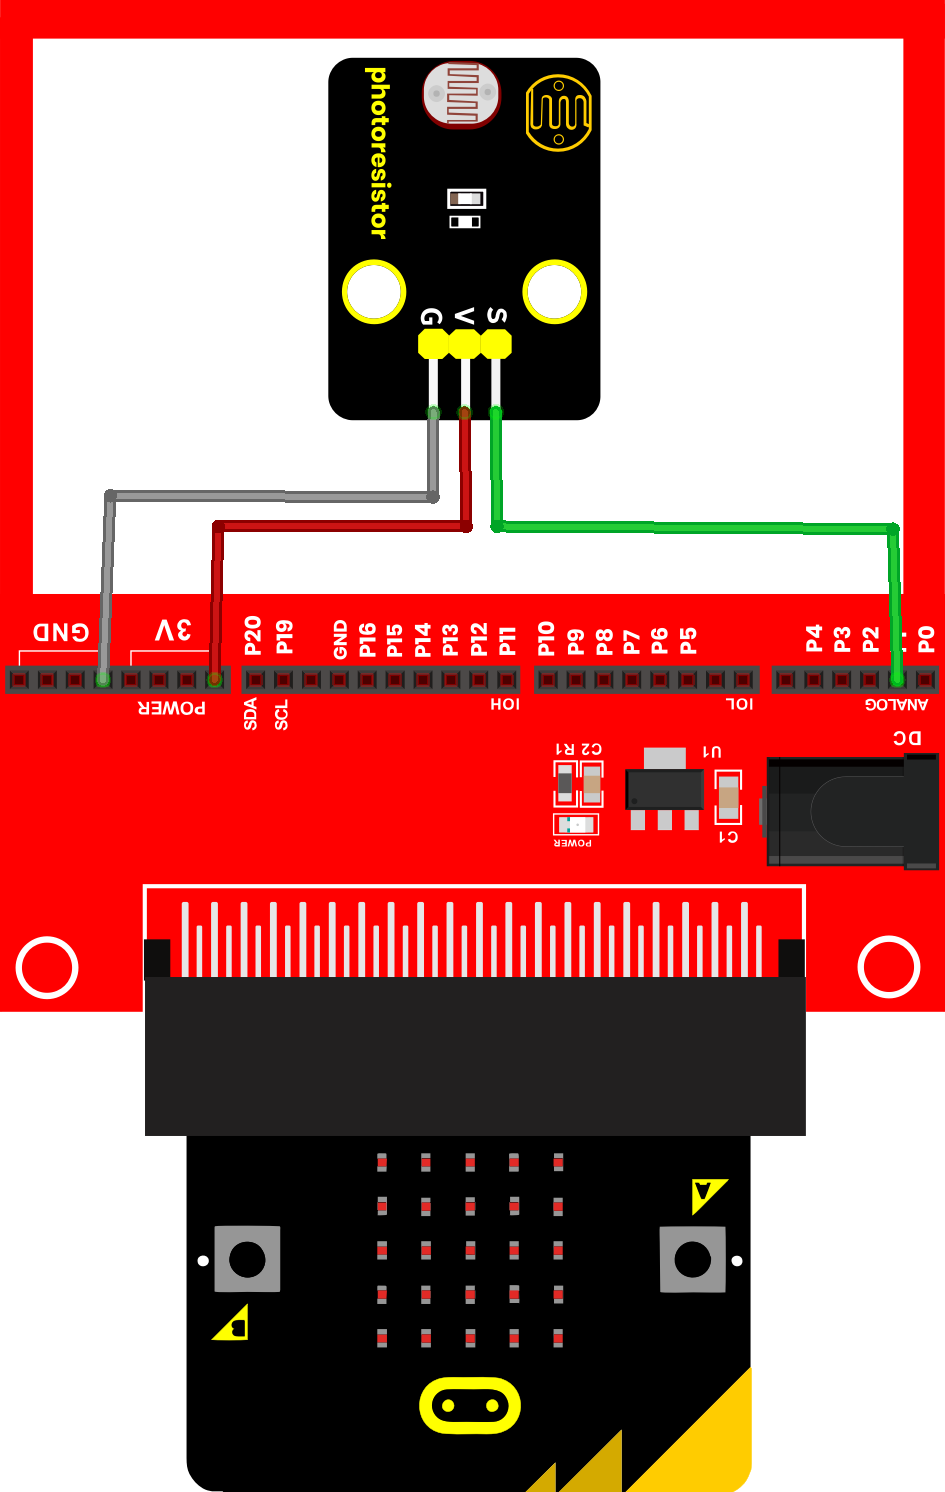 photoresistor
G V S
GND
3V
P20
P19
GND
P16
P15
P14
P13
P12
P11
P10
P9
P8
P7
P6
P5
P4
P3
P2
P0
POWER
SDA
SCL
IOH
IOL
ANALOG
DC
C2 R1
U1
POWER
C1
A
B